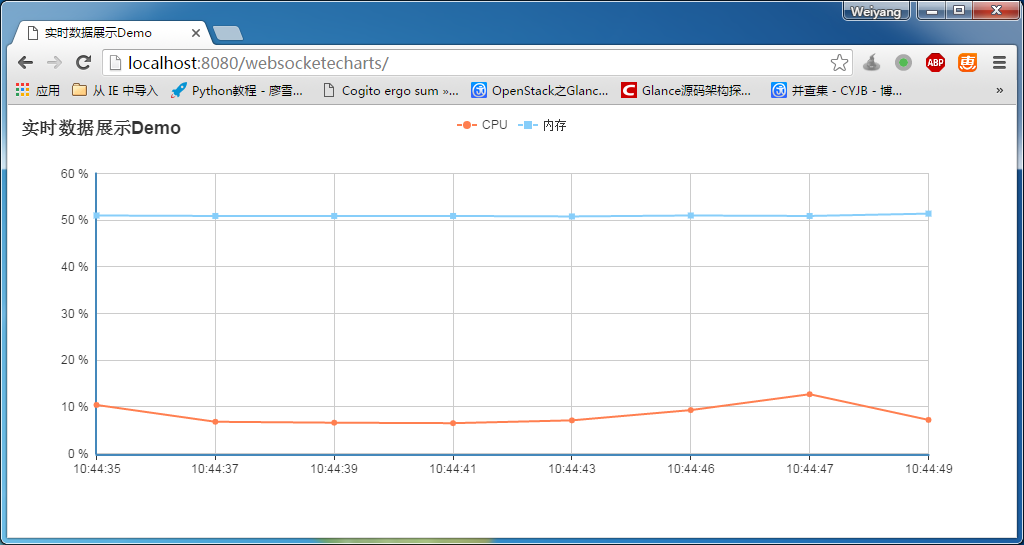 Weiyang
实时数据展示Demo
localhost:8080/websocketecharts/
ABP 惠
应用 从 IE 中导入 Python教程 - 廖雪... Cogito ergo sum »... OpenStack之Glanc... C Glance源码架构探... 并查集 - CYJB - 博... »
实时数据展示Demo
CPU 内存
60 %
50 %
40 %
30 %
20 %
10 %
0 %
10:44:35 10:44:37 10:44:39 10:44:41 10:44:43 10:44:46 10:44:47 10:44:49